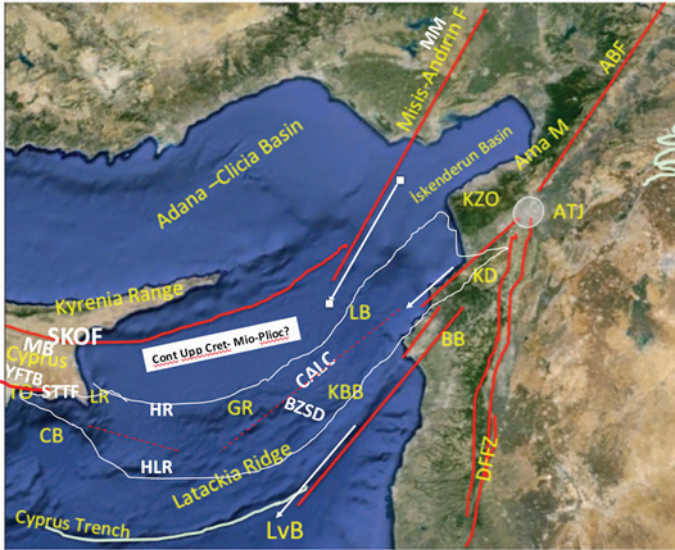 MM
Misis-Andirin F
ABF
Adana –Clicia Basin
İskenderun Basin
Ama M
KZO
ATJ
Kyrenia Range
KD
SKOF
LB
MB
Cont Upp Cret- Mio-Plioc?
BB
Cyprus
CALC
YFTB
KBB
STTF
LR
HR
GR
BZSD
CB
HLR
Latackia Ridge
DFFZ
Cyprus Trench
LvB